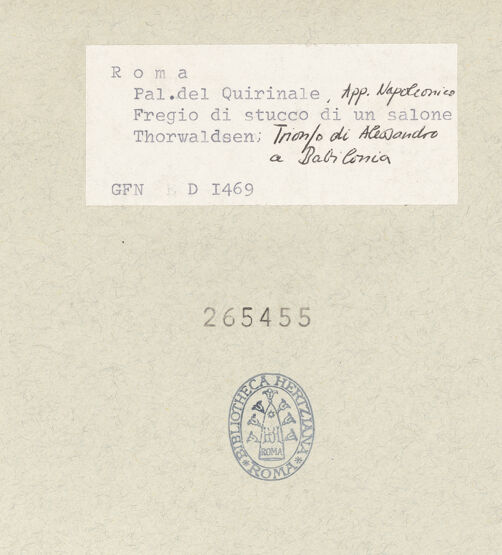 Roma
Pal.del Quirinale, App. Napoleonico
Fregio di stucco di un salone
Thorwaldsen; Trionfo di Alessandro
a Babilonia
GFN E D I469
265455
BIBLIOTHECA HERTZIANA
ROMA
*ROMA*